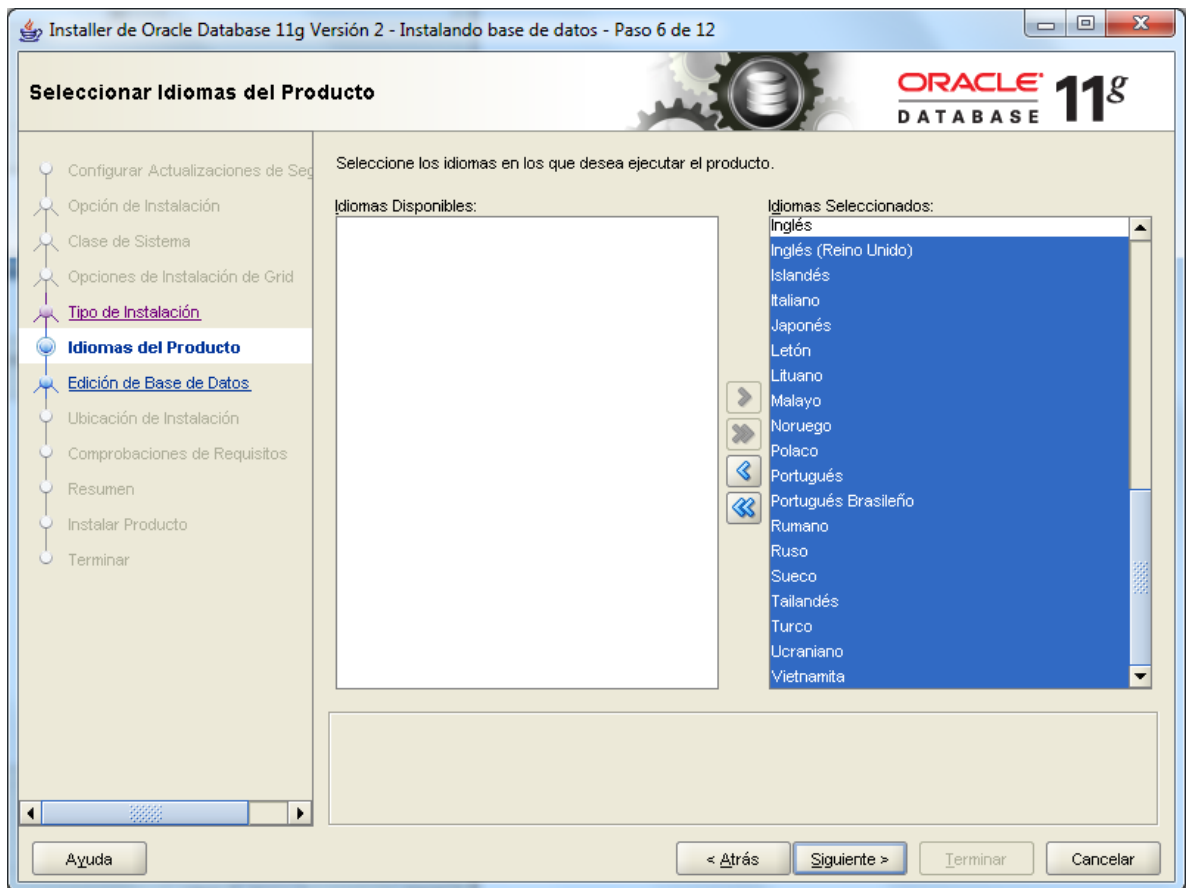 Installer de Oracle Database 11g Versión 2 - Instalando base de datos - Paso 6 de 12
Seleccionar Idiomas del Producto
ORACLE
DATABASE
11g
Configurar Actualizaciones de Seg
Opción de Instalación
Clase de Sistema
Opciones de Instalación de Grid
Tipo de Instalación
Idiomas del Producto
Edición de Base de Datos
Ubicación de Instalación
Comprobaciones de Requisitos
Resumen
Instalar Producto
Terminar
Seleccione los idiomas en los que desea ejecutar el producto.
Idiomas Disponibles:
Idiomas Seleccionados:
Inglés
Inglés (Reino Unido)
Islandés
Italiano
Japonés
Letón
Lituano
Malayo
Noruego
Polaco
Portugués
Portugués Brasileño
Rumano
Ruso
Sueco
Tailandés
Turco
Ucraniano
Vietnamita
Ayuda
< Atrás
Siguiente >
Terminar
Cancelar